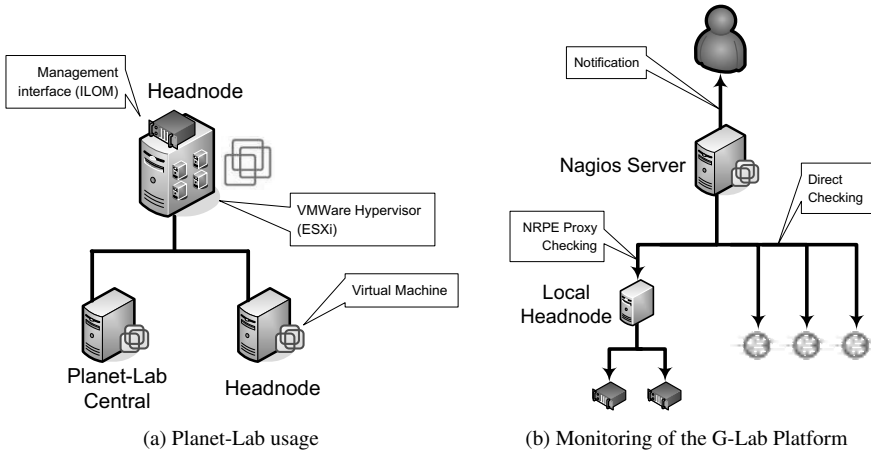 Management
interface (ILOM)
Headnode
VMWare Hypervisor
(ESXi)
Virtual Machine
Planet-Lab
Central
Headnode
(a) Planet-Lab usage
Notification
Nagios Server
Direct
Checking
NRPE Proxy
Checking
Local
Headnode
(b) Monitoring of the G-Lab Platform